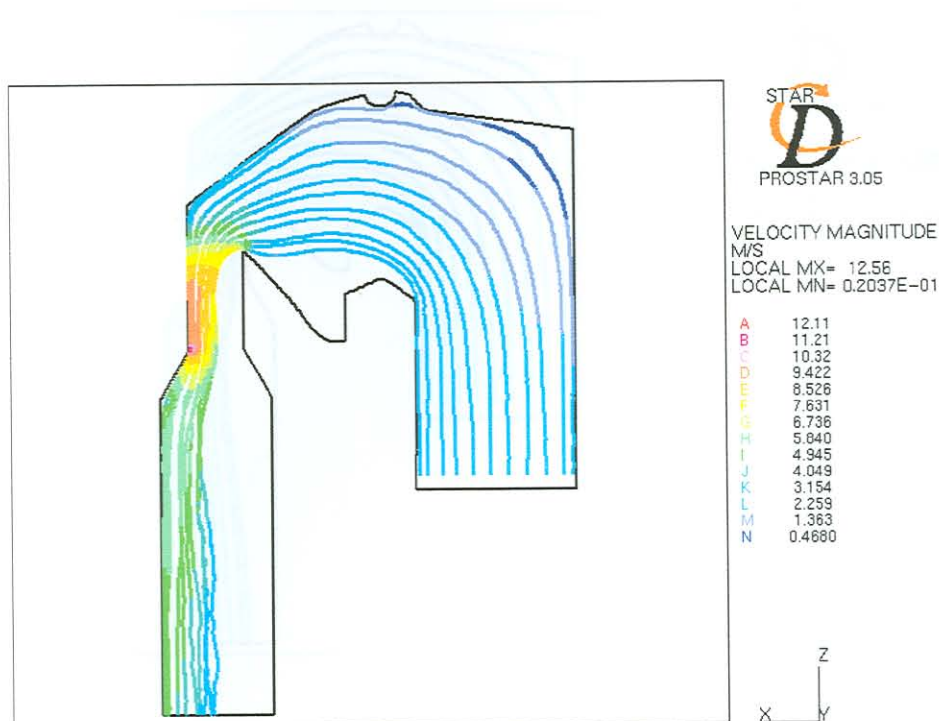 STAR
CD
PROSTAR 3.05
VELOCITY MAGNITUDE
M/S
LOCAL MX= 12.56
LOCAL MN= 0.2037E-01
A 12.11
B 11.21
C 10.32
D 9.422
E 8.526
F 7.631
G 6.736
H 5.840
I 4.945
J 4.049
K 3.154
L 2.259
M 1.363
N 0.4680
Z
X Y